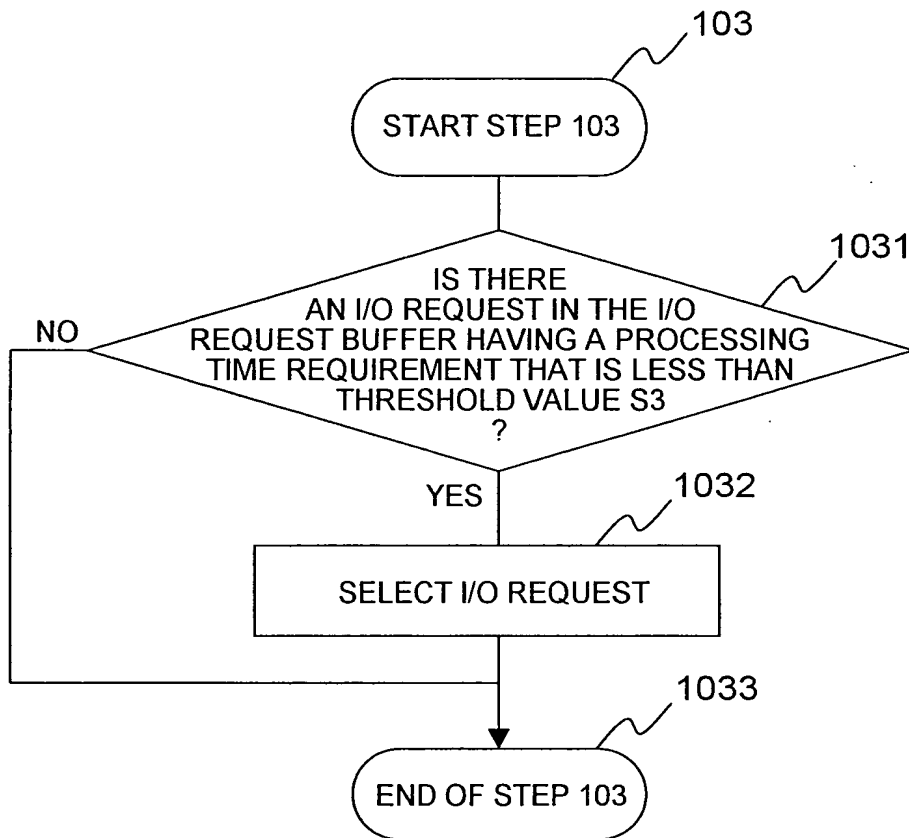 103
START STEP 103
1031
IS THERE
AN I/O REQUEST IN THE I/O
REQUEST BUFFER HAVING A PROCESSING
TIME REQUIREMENT THAT IS LESS THAN
THRESHOLD VALUE S3
?
NO
YES
1032
SELECT I/O REQUEST
1033
END OF STEP 103